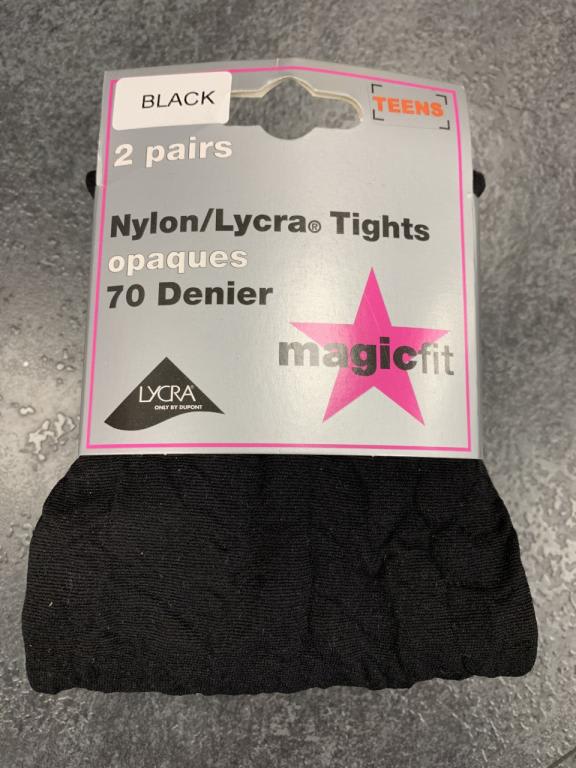 BLACK
TEENS
2 pairs
Nylon/Lycra® Tights
opaques
70 Denier
magicfit
LYCRA®
ONLY BY DUPONT